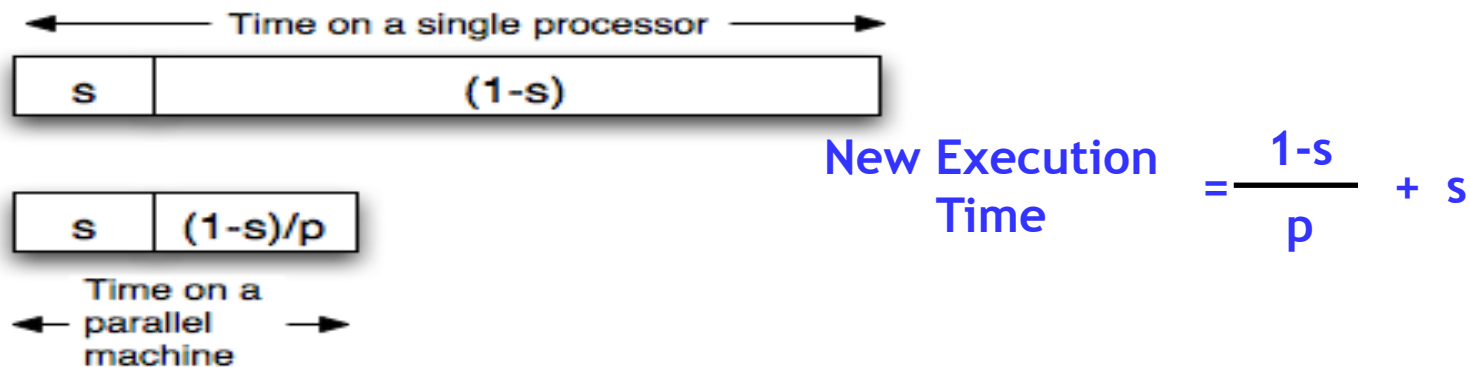 Time on a single processor
s (1-s)
New Execution Time = 1-s / p + s
s (1-s)/p
Time on a
parallel
machine